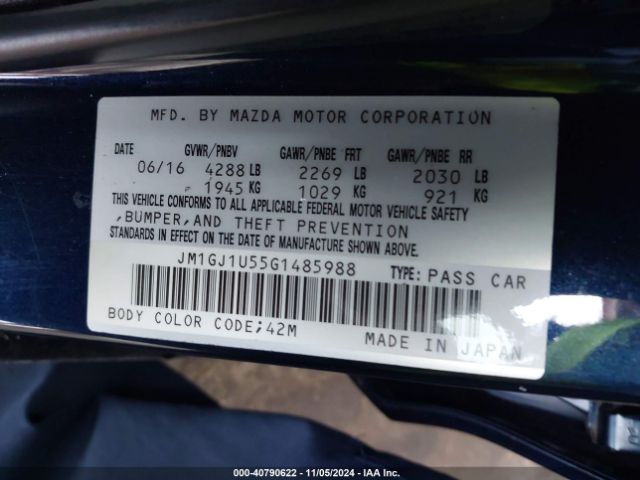 MFD. BY MAZDA MOTOR CORPORATION
DATE GVWR/PNBV GAWR/PNBE FRT GAWR/PNBE RR
06/16 4288 LB 2269 LB 2030 LB
1945 KG 1029 KG 921 KG
THIS VEHICLE CONFORMS TO ALL APPLICABLE FEDERAL MOTOR VEHICLE SAFETY
,BUMPER,AND THEFT PREVENTION
STANDARDS IN EFFECT ON THE DATE OF MANUFACTURE SHOWN ABOVE.
JM1GJ1U55G1485988 TYPE: PASS CAR
BODY COLOR CODE;42M MADE IN JAPAN
000-40790622 - 11/05/2024 - IAA Inc.